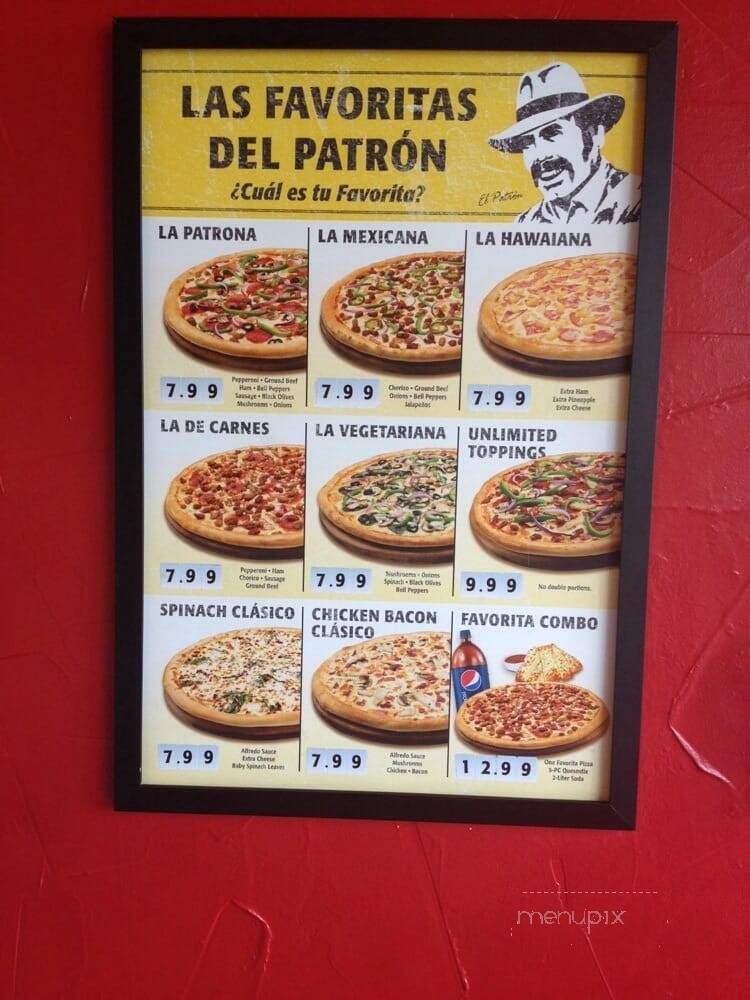 LAS FAVORITAS
DEL PATRÓN
¿Cuál es tu Favorita?
El Patrón
LA PATRONA
7.99
Pepperoni • Ground Beef
Ham • Bell Peppers
Sausage • Black Olives
Mushrooms • Onions
LA MEXICANA
7.99
Chorizo • Ground Beef
Onions • Bell Peppers
Jalapeños
LA HAWAIANA
7.99
Extra Ham
Extra Pineapple
Extra Cheese
LA DE CARNES
7.99
Pepperoni • Ham
Chorizo • Sausage
Ground Beef
LA VEGETARIANA
7.99
Mushrooms • Onions
Spinach • Black Olives
Bell Peppers
UNLIMITED
TOPPINGS
9.99
No double portions.
SPINACH CLÁSICO
7.99
Alfredo Sauce
Extra Cheese
Baby Spinach Leaves
CHICKEN BACON
CLÁSICO
7.99
Alfredo Sauce
Mushrooms
Chicken • Bacon
FAVORITA COMBO
12.99
One Favorita Pizza
5-PC Quesostix
2-Liter Soda
menupix